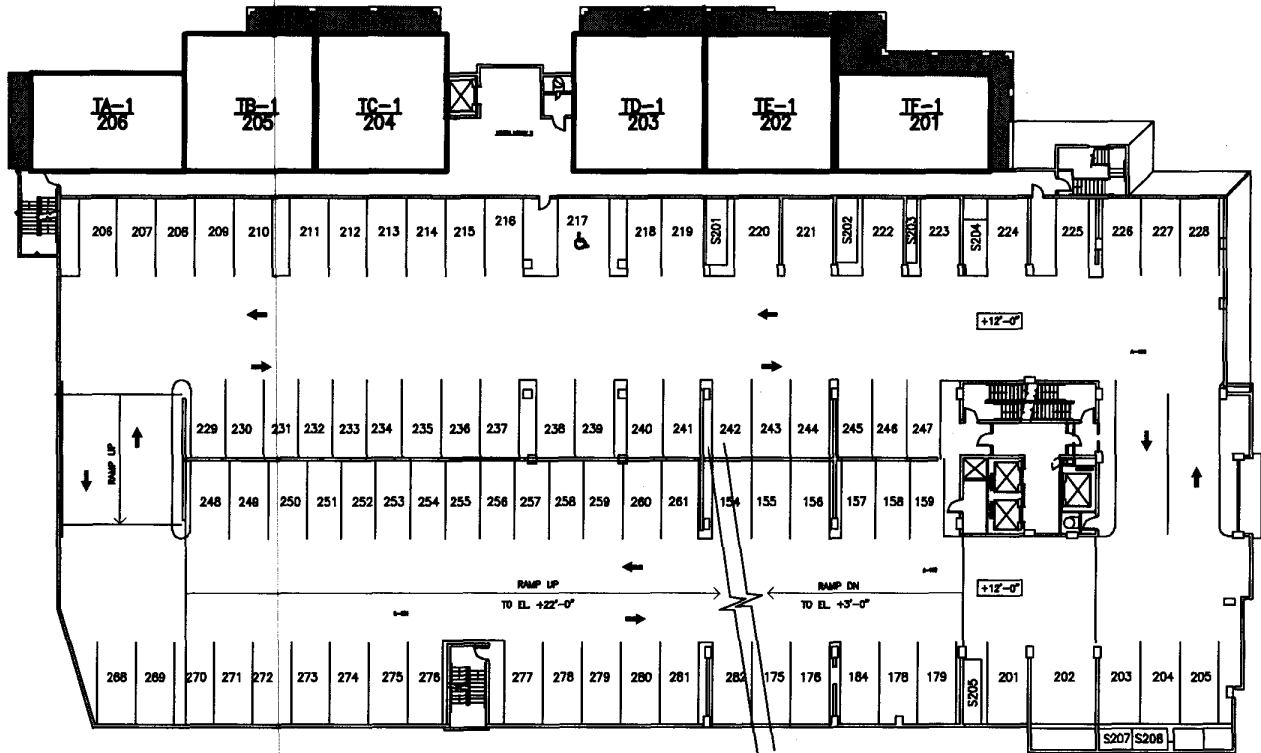 TA-1
206
TB-1
205
TC-1
204
TD-1
203
TE-1
202
TF-1
201
206 207 208 209 210 211 212 213 214 215 216 217 218 219 S201 220 221 S202 222 S203 223 S204 224 225 226 227 228
+12'-0"
RAMP UP
229 230 231 232 233 234 235 236 237 238 239 240 241 242 243 244 245 246 247
248 249 250 251 252 253 254 255 256 257 258 259 260 261 154 155 156 157 158 159
RAMP UP
TO EL. +22'-0"
RAMP DN
TO EL. +3'-0"
+12'-0"
268 269 270 271 272 273 274 275 276 277 278 279 280 281 282 175 176 184 178 179 S205 201 202 203 204 205
S207 S206